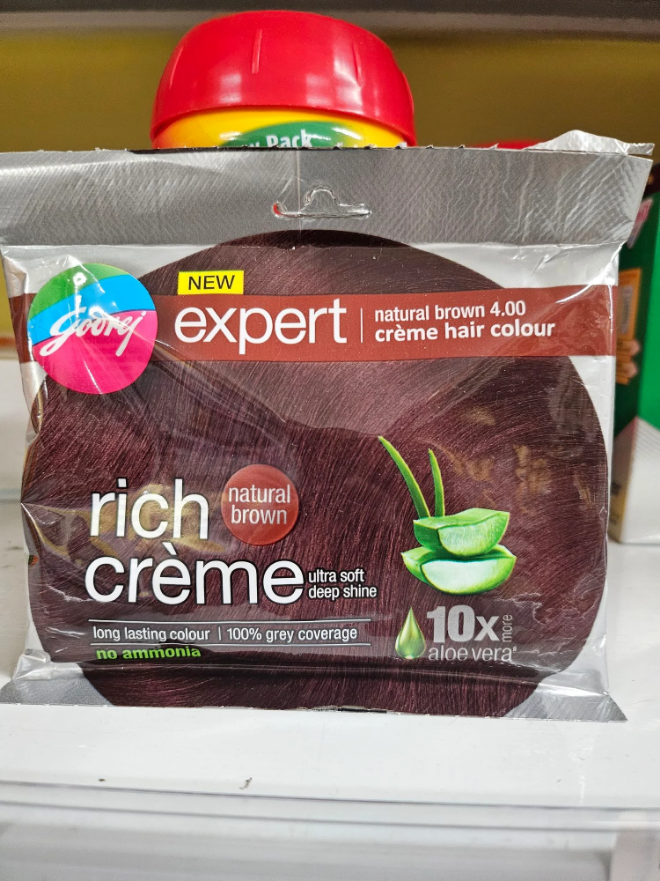 Pack
Godrej
NEW
expert
natural brown 4.00
crème hair colour
rich
crème
natural
brown
ultra soft
deep shine
long lasting colour | 100% grey coverage
no ammonia
10x more
aloe vera*